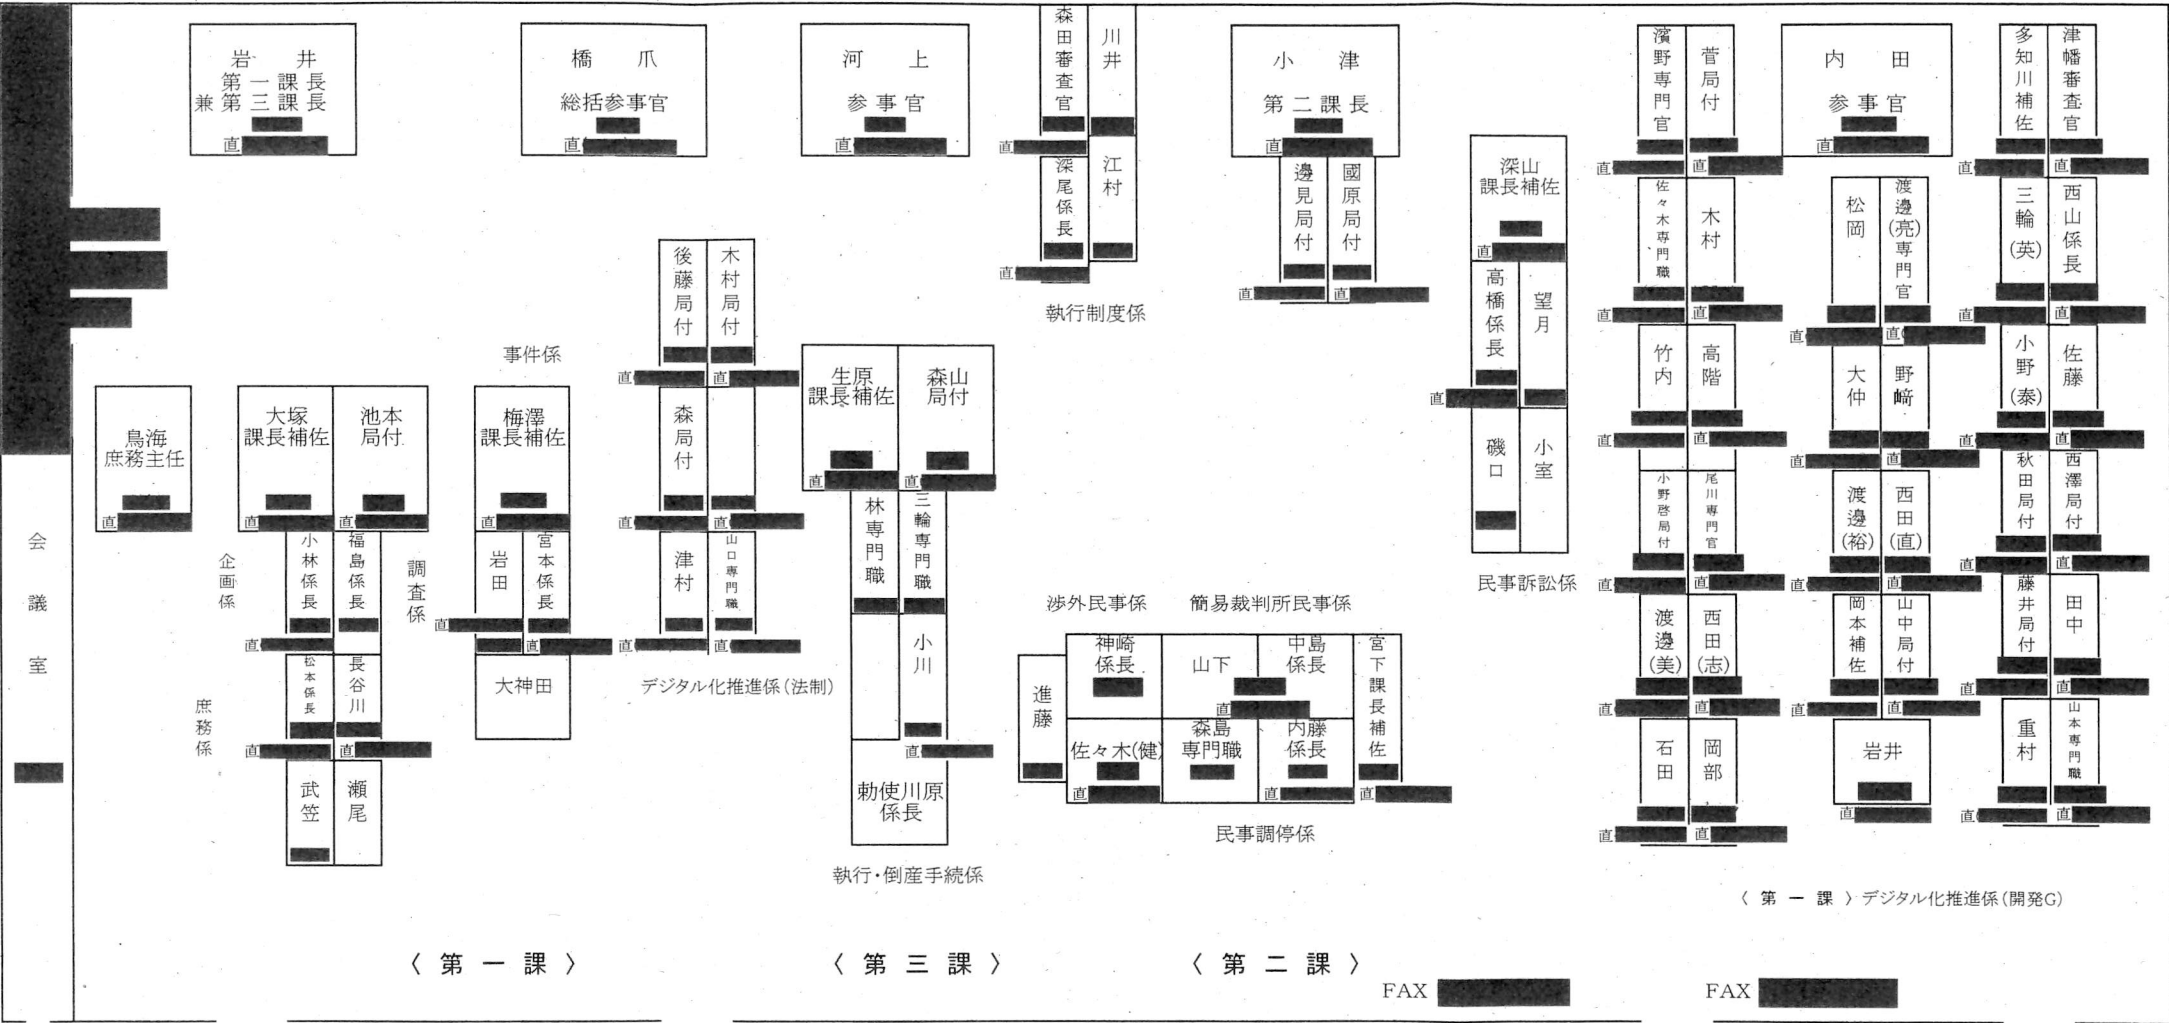 会議室
岩井
第一課長
兼第三課長
直
橋爪
総括参事官
直
河上
参事官
直
森田審査官
直
川井
深尾係長
直
江村
執行制度係
小津
第二課長
直
邊見局付
直
國原局付
直
深山
課長補佐
直
高橋係長
直
望月
磯口
小室
民事訴訟係
濱野専門官
直
菅局付
直
佐々木専門職
直
木村
直
竹内
直
高階
直
小野啓局付
直
尾川専門官
直
渡邊(美)
直
西田(志)
直
石田
直
岡部
直
内田
参事官
直
松岡
直
渡邊(亮)専門官
直
大仲
直
野﨑
直
渡邊(裕)
直
西田(直)
直
岡本補佐
直
山中局付
直
岩井
直
多知川補佐
直
津幡審査官
直
三輪(英)
直
西山係長
直
小野(泰)
直
佐藤
直
秋田局付
直
西澤局付
直
藤井局付
直
田中
直
重村
直
山本専門職
直
〈第一課〉デジタル化推進係(開発G)
鳥海
庶務主任
直
大塚
課長補佐
直
池本
局付
直
企画係
小林係長
直
福島係長
調査係
庶務係
松本係長
直
長谷川
直
武笠
瀬尾
事件係
梅澤
課長補佐
直
岩田
直
宮本係長
直
大神田
後藤局付
直
木村局付
直
森局付
直
直
津村
直
山口専門職
直
デジタル化推進係(法制)
生原
課長補佐
直
森山
局付
直
林専門職
三輪専門職
小川
直
勅使川原
係長
執行・倒産手続係
渉外民事係
簡易裁判所民事係
進藤
神崎
係長
山下
中島
係長
直
宮下課長補佐
直
佐々木(健)
直
森島
専門職
内藤
係長
直
民事調停係
〈第一課〉
〈第三課〉
〈第二課〉
FAX
FAX